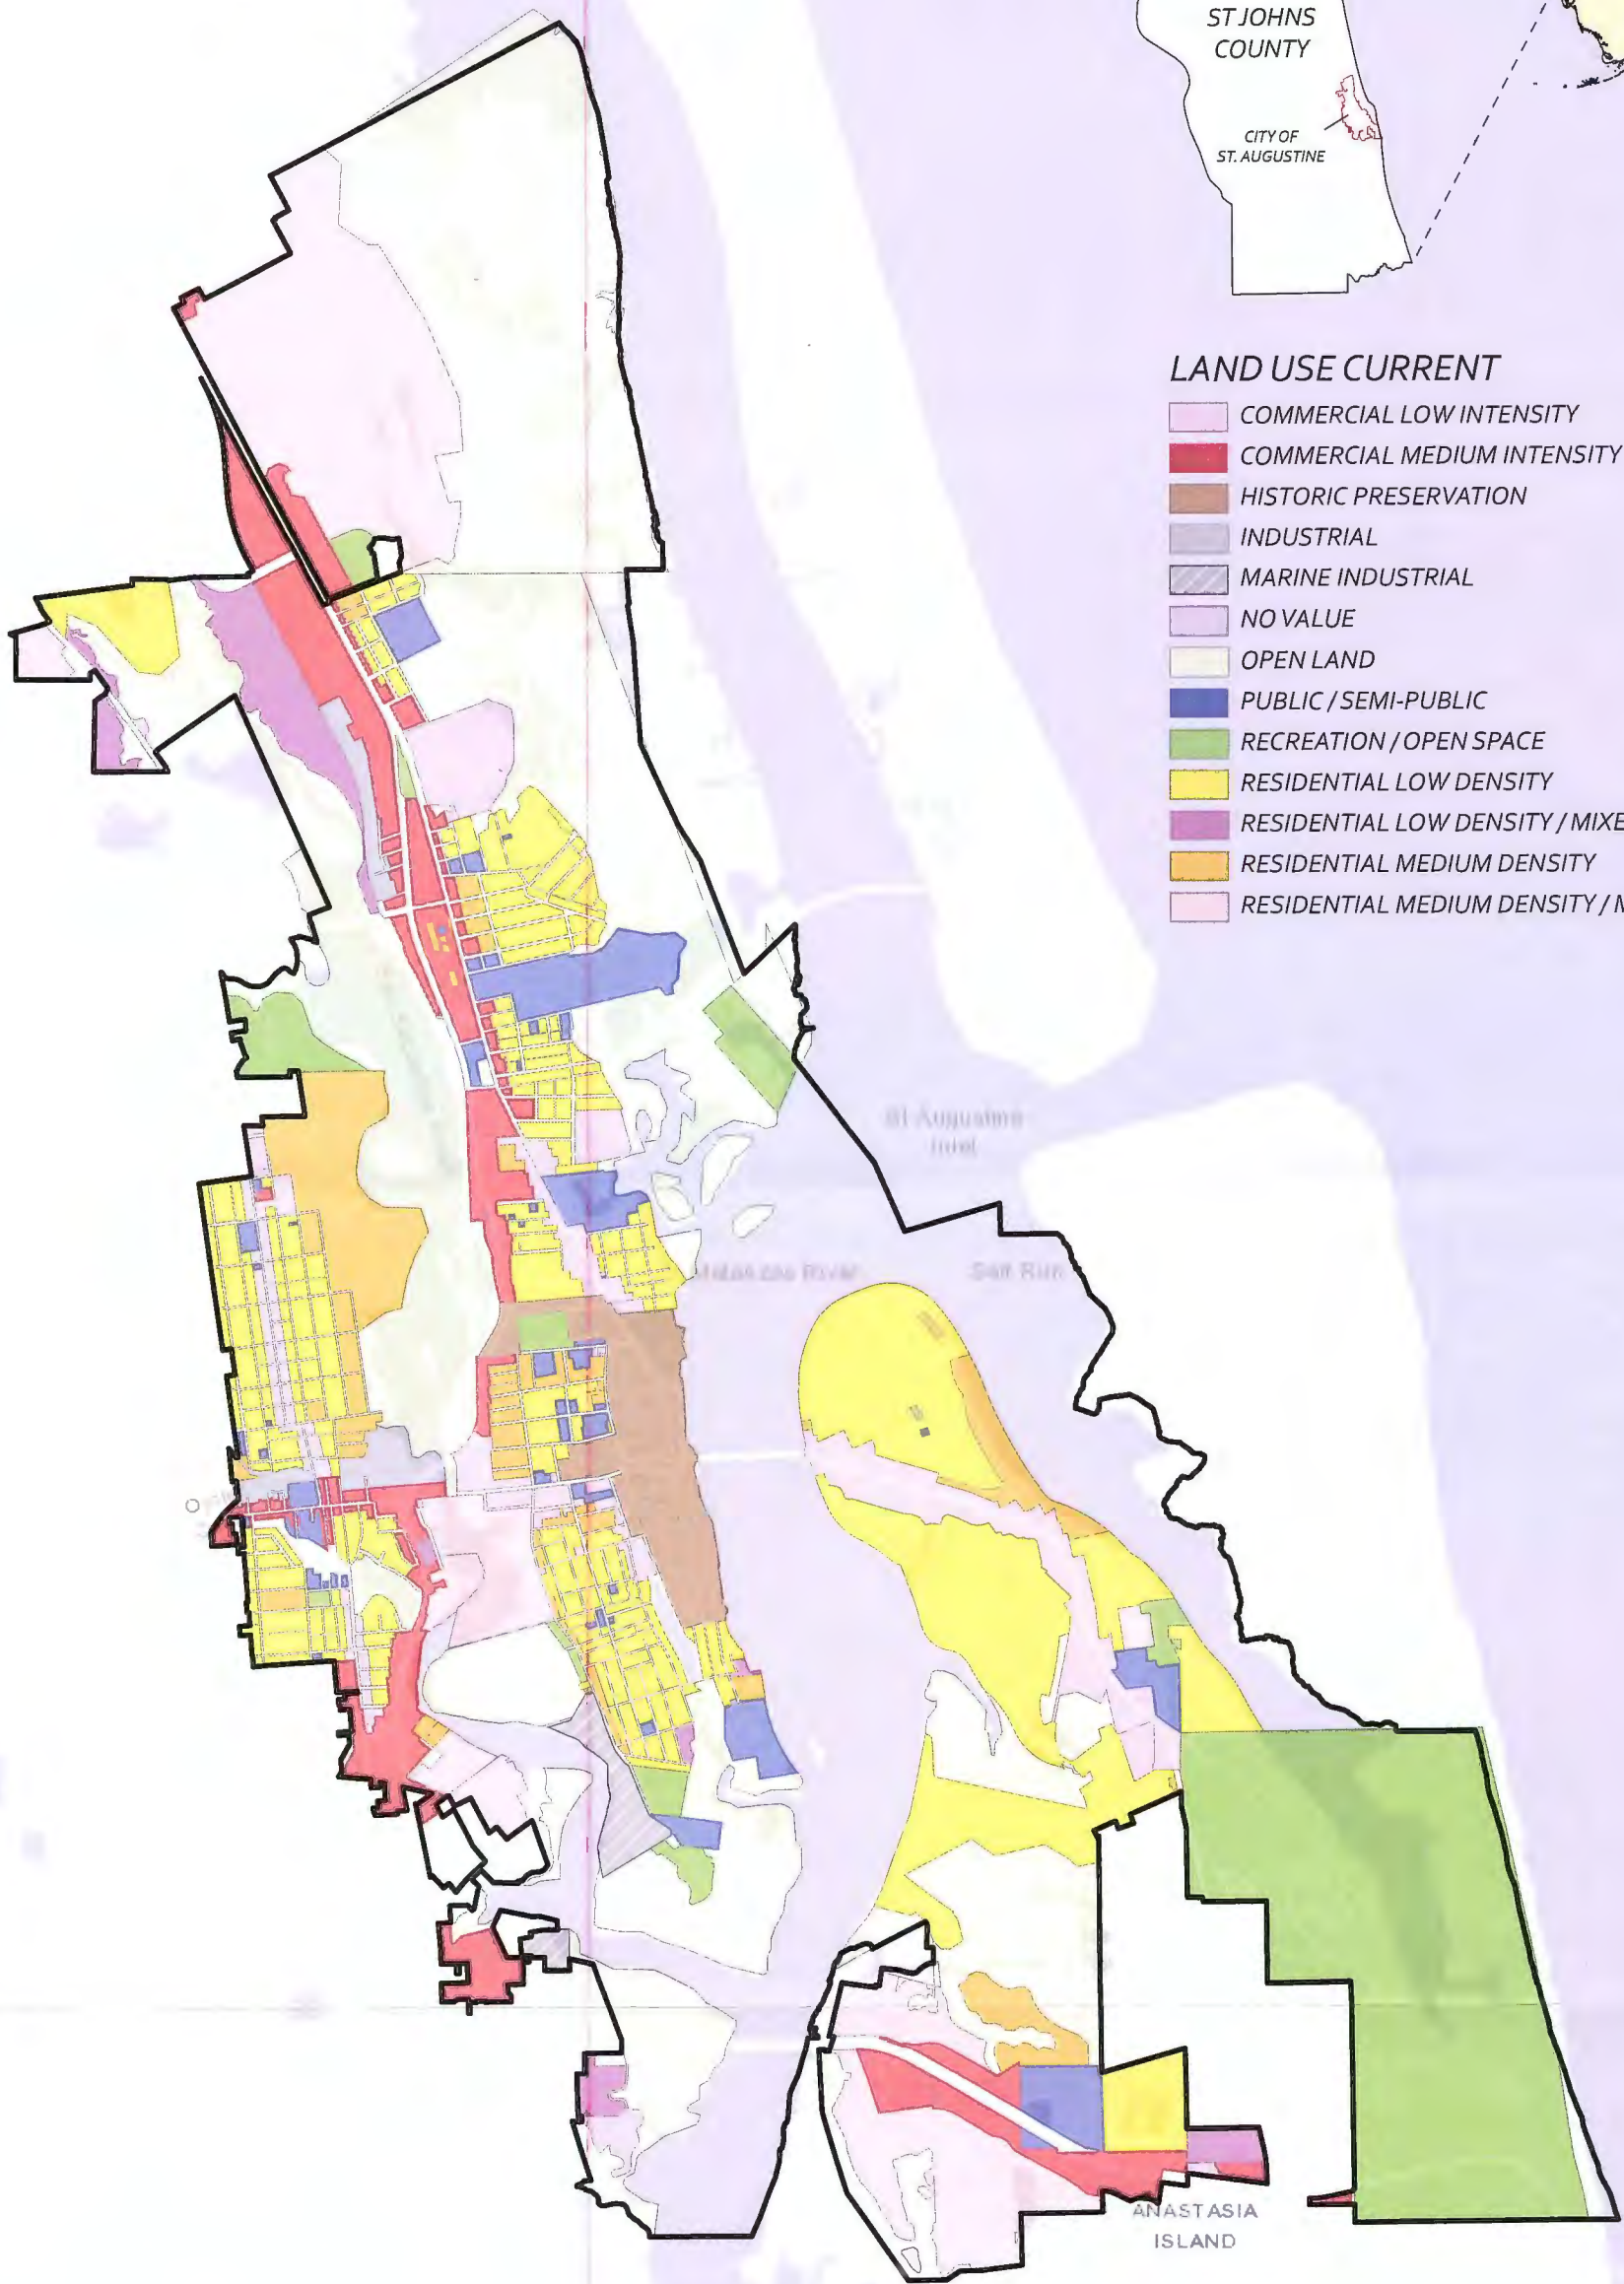 ST JOHNS
COUNTY
CITY OF
ST. AUGUSTINE
LAND USE CURRENT
COMMERCIAL LOW INTENSITY
COMMERCIAL MEDIUM INTENSITY
HISTORIC PRESERVATION
INDUSTRIAL
MARINE INDUSTRIAL
NO VALUE
OPEN LAND
PUBLIC / SEMI-PUBLIC
RECREATION / OPEN SPACE
RESIDENTIAL LOW DENSITY
RESIDENTIAL LOW DENSITY / MIXE
RESIDENTIAL MEDIUM DENSITY
RESIDENTIAL MEDIUM DENSITY / M
St Augustine
Inlet
Matanzas River
Salt Run
ANASTASIA
ISLAND